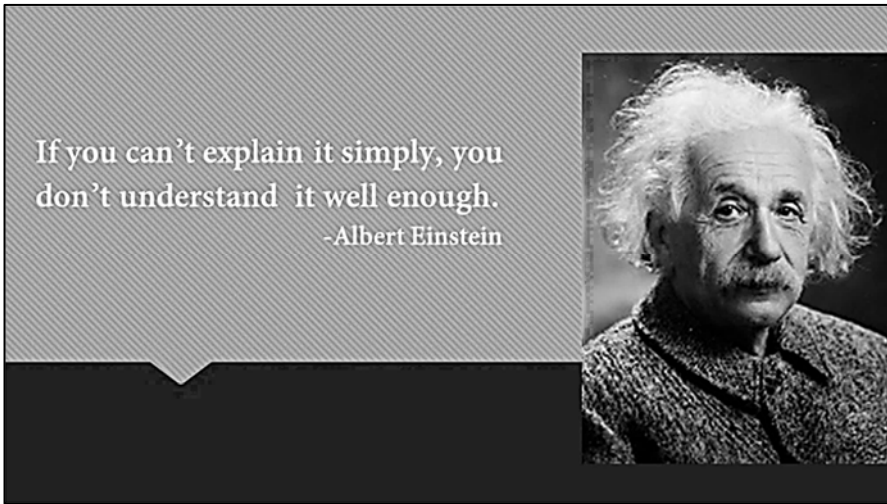 If you can’t explain it simply, you
don’t understand  it well enough.
-Albert Einstein